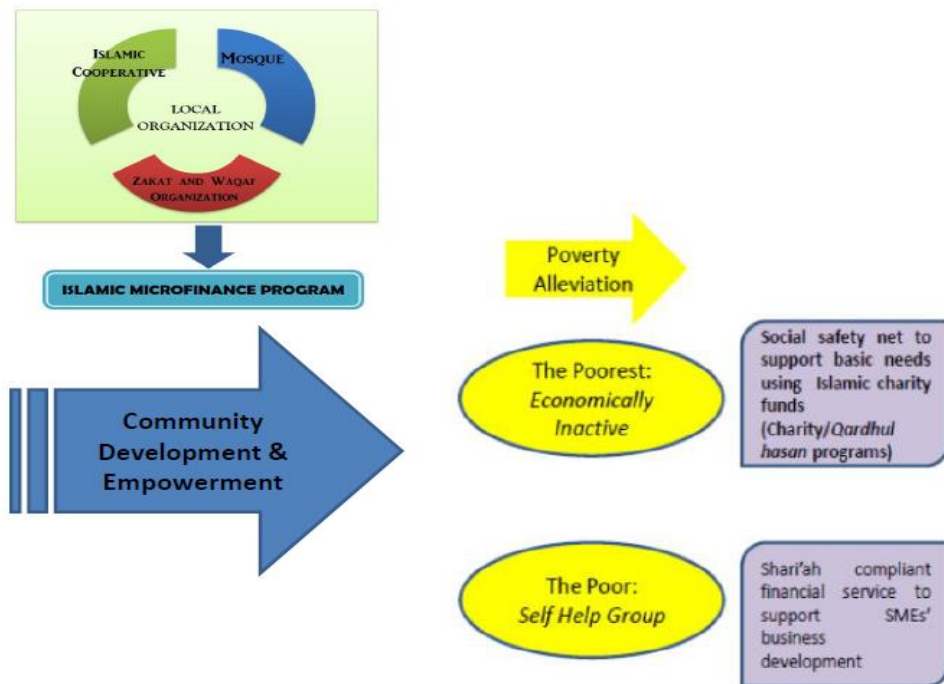 ISLAMIC
COOPERATIVE
MOSQUE
LOCAL
ORGANIZATION
ZAKAT AND WAQAF
ORGANIZATION
ISLAMIC MICROFINANCE PROGRAM
Community
Development &
Empowerment
Poverty
Alleviation
The Poorest:
Economically
Inactive
Social safety net to
support basic needs
using Islamic charity
funds
(Charity/Qardhul
hasan programs)
The Poor:
Self Help Group
Shari'ah compliant
financial service to
support SMEs'
business
development